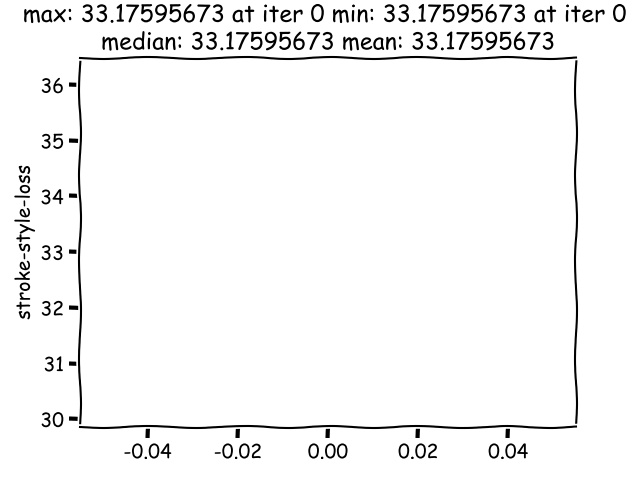 max: 33.17595673 at iter 0 min: 33.17595673 at iter 0
median: 33.17595673 mean: 33.17595673
36
35
34
33
32
31
30
stroke-style-loss
-0.04 -0.02 0.00 0.02 0.04